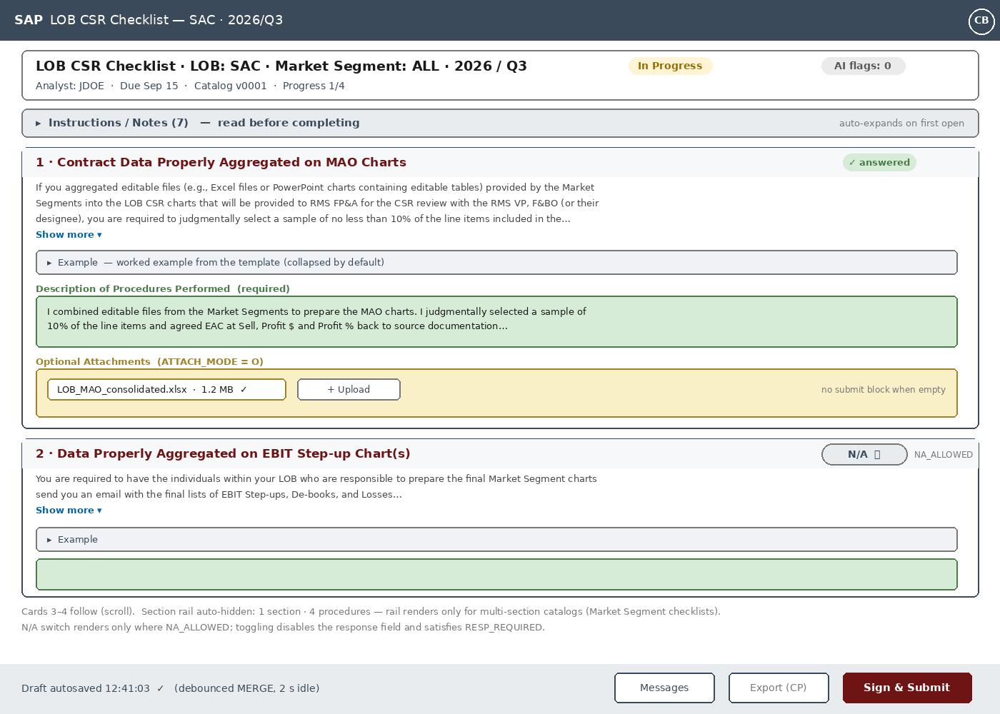 SAP LOB CSR Checklist — SAC · 2026/Q3
CB
LOB CSR Checklist · LOB: SAC · Market Segment: ALL · 2026 / Q3
In Progress
AI flags: 0
Analyst: JDOE · Due Sep 15 · Catalog v0001 · Progress 1/4
▸ Instructions / Notes (7) — read before completing
auto-expands on first open
1 · Contract Data Properly Aggregated on MAO Charts
✓ answered
If you aggregated editable files (e.g., Excel files or PowerPoint charts containing editable tables) provided by the Market
Segments into the LOB CSR charts that will be provided to RMS FP&A for the CSR review with the RMS VP, F&BO (or their
designee), you are required to judgmentally select a sample of no less than 10% of the line items included in the…
Show more ▾
▸ Example — worked example from the template (collapsed by default)
Description of Procedures Performed (required)
I combined editable files from the Market Segments to prepare the MAO charts. I judgmentally selected a sample of
10% of the line items and agreed EAC at Sell, Profit $ and Profit % back to source documentation…
Optional Attachments (ATTACH_MODE = O)
LOB_MAO_consolidated.xlsx · 1.2 MB ✓
+ Upload
no submit block when empty
2 · Data Properly Aggregated on EBIT Step-up Chart(s)
N/A
NA_ALLOWED
You are required to have the individuals within your LOB who are responsible to prepare the final Market Segment charts
send you an email with the final lists of EBIT Step-ups, De-books, and Losses…
Show more ▾
▸ Example
Cards 3–4 follow (scroll). Section rail auto-hidden: 1 section · 4 procedures — rail renders only for multi-section catalogs (Market Segment checklists).
N/A switch renders only where NA_ALLOWED; toggling disables the response field and satisfies RESP_REQUIRED.
Draft autosaved 12:41:03 ✓ (debounced MERGE, 2 s idle)
Messages
Export (CP)
Sign & Submit